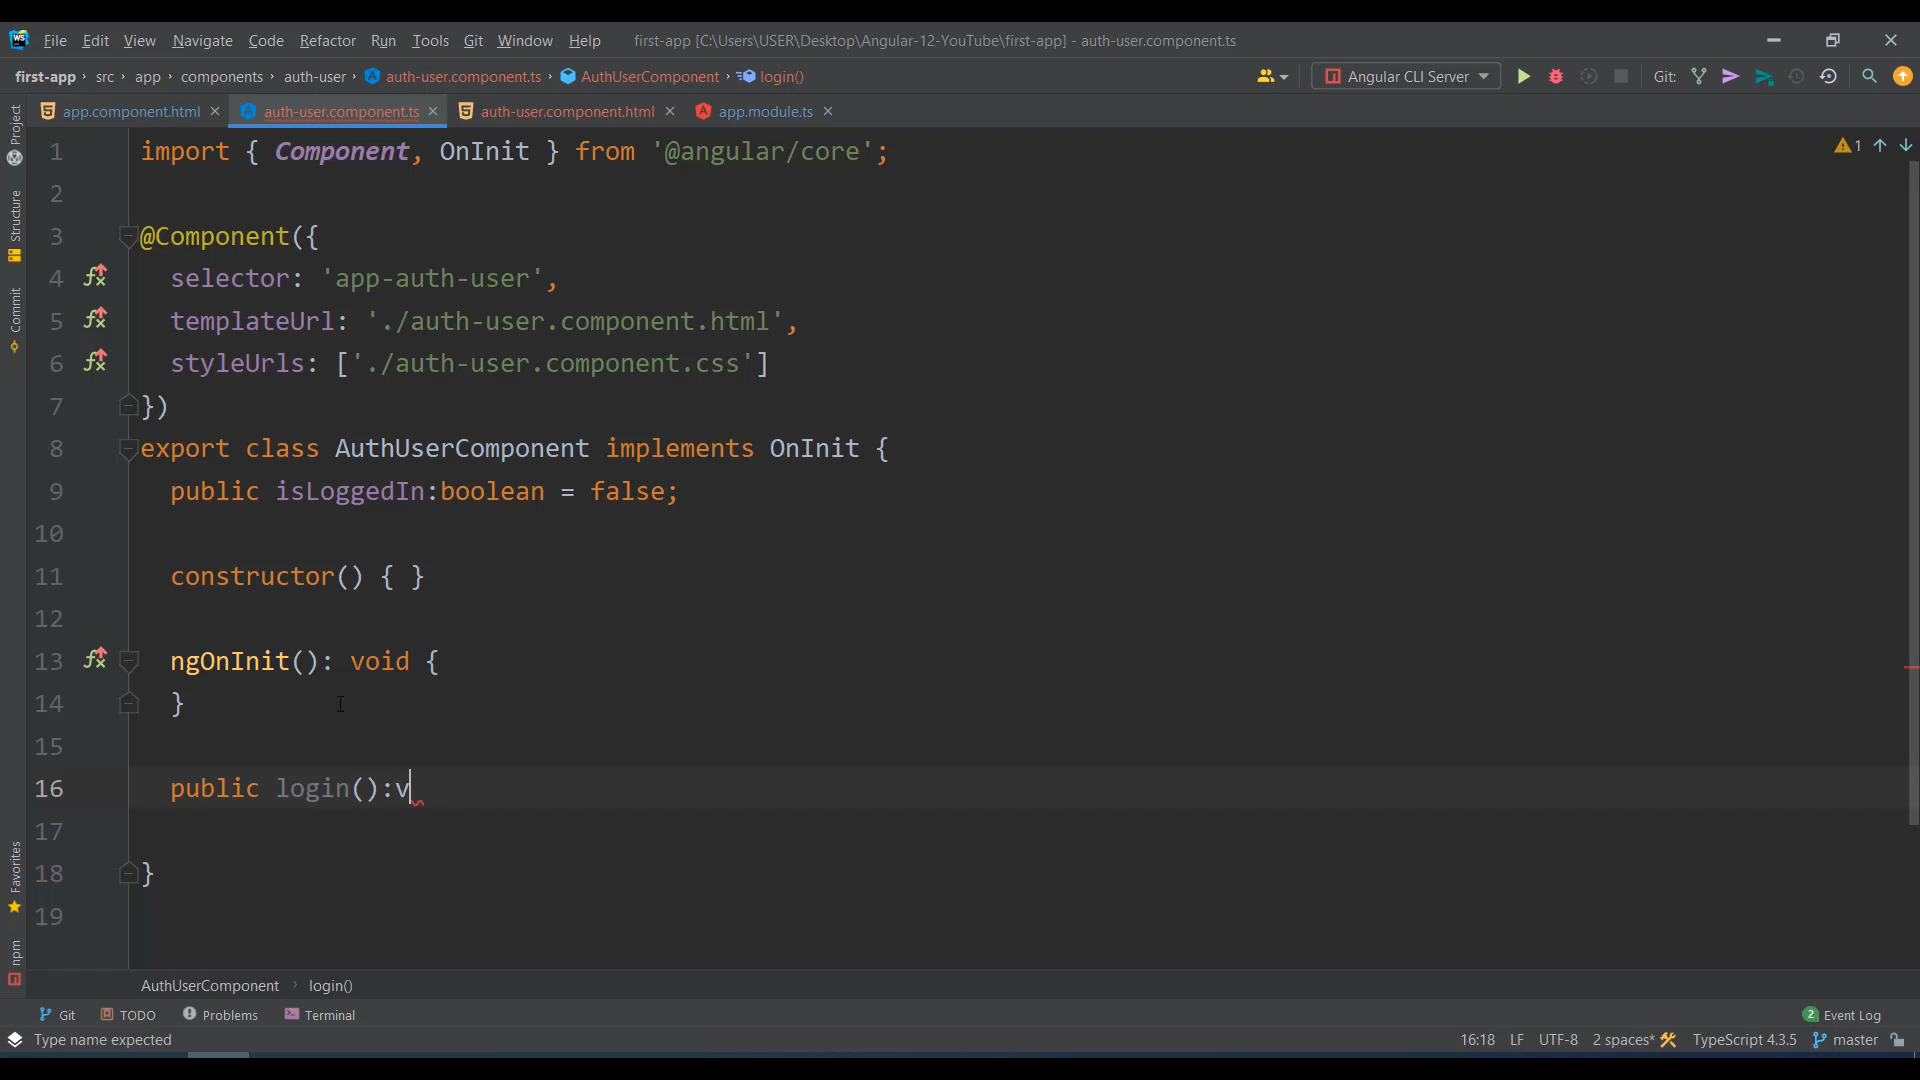 WS File Edit View Navigate Code Refactor Run Tools Git Window Help first-app [C:\Users\USER\Desktop\Angular-12-YouTube\first-app] - auth-user.component.ts
first-app › src › app › components › auth-user › auth-user.component.ts › AuthUserComponent › login() Angular CLI Server Git:
app.component.html auth-user.component.ts auth-user.component.html app.module.ts
Project
Structure
Commit
Favorites
npm
1 import { Component, OnInit } from '@angular/core';
1
2
3 @Component({
4 selector: 'app-auth-user',
5 templateUrl: './auth-user.component.html',
6 styleUrls: ['./auth-user.component.css']
7 })
8 export class AuthUserComponent implements OnInit {
9 public isLoggedIn:boolean = false;
10
11 constructor() { }
12
13 ngOnInit(): void {
14 }
15
16 public login():v
17
18 }
19
AuthUserComponent › login()
Git TODO Problems Terminal 2 Event Log
Type name expected 16:18 LF UTF-8 2 spaces* TypeScript 4.3.5 master